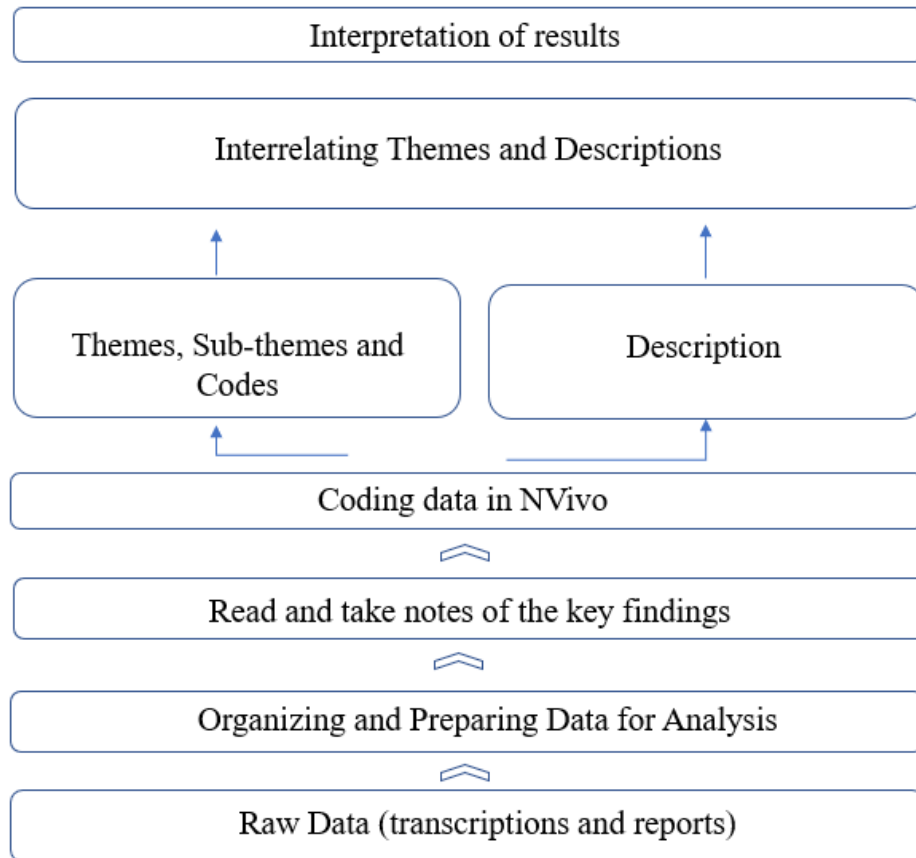 Interpretation of results
Interrelating Themes and Descriptions
Themes, Sub-themes and
Codes
Description
Coding data in NVivo
Read and take notes of the key findings
Organizing and Preparing Data for Analysis
Raw Data (transcriptions and reports)